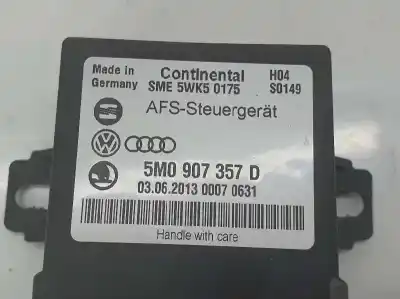 Made in Germany
Continental
SME 5WK5 0175
H04
S0149
AFS-Steuergerät
5M0 907 357 D
03.06.2013 0007 0631
Handle with care